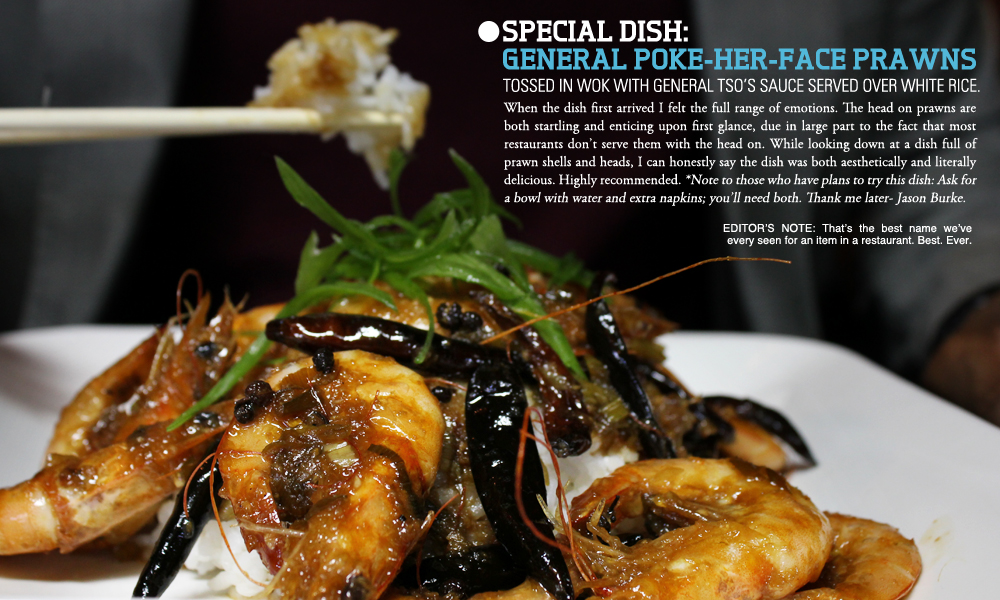 SPECIAL DISH:
GENERAL POKE-HER-FACE PRAWNS
TOSSED IN WOK WITH GENERAL TSO'S SAUCE SERVED OVER WHITE RICE.
When the dish first arrived I felt the full range of emotions. The head on prawns are
both startling and enticing upon first glance, due in large part to the fact that most
restaurants don't serve them with the head on. While looking down at a dish full of
prawn shells and heads, I can honestly say the dish was both aesthetically and literally
delicious. Highly recommended. *Note to those who have plans to try this dish: Ask for
a bowl with water and extra napkins; you'll need both. Thank me later- Jason Burke.
EDITOR'S NOTE: That's the best name we've
every seen for an item in a restaurant. Best. Ever.